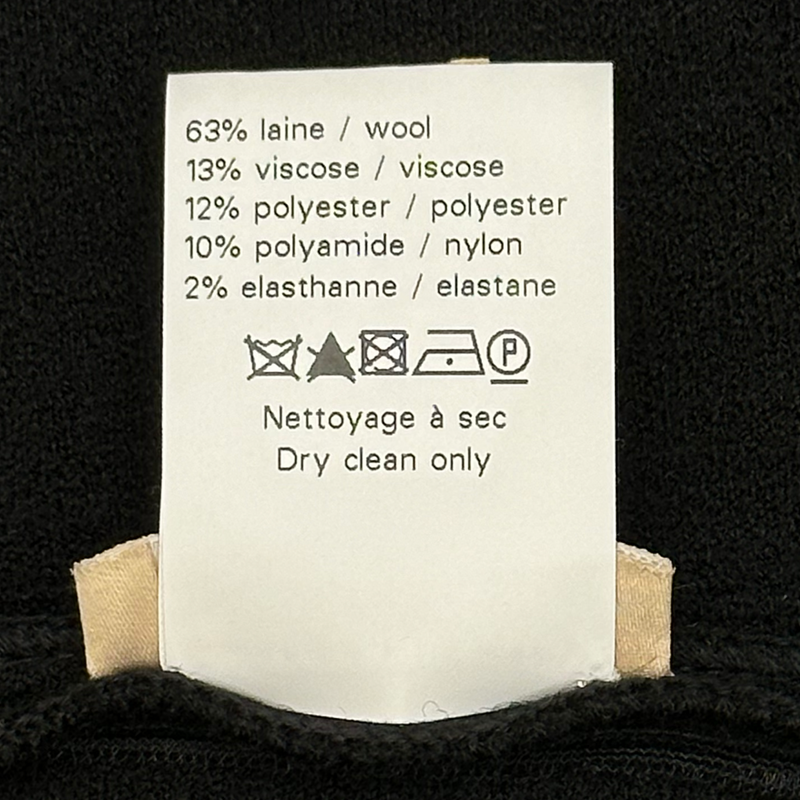 63% laine / wool
13% viscose / viscose
12% polyester / polyester
10% polyamide / nylon
2% elasthanne / elastane
P
Nettoyage à sec
Dry clean only